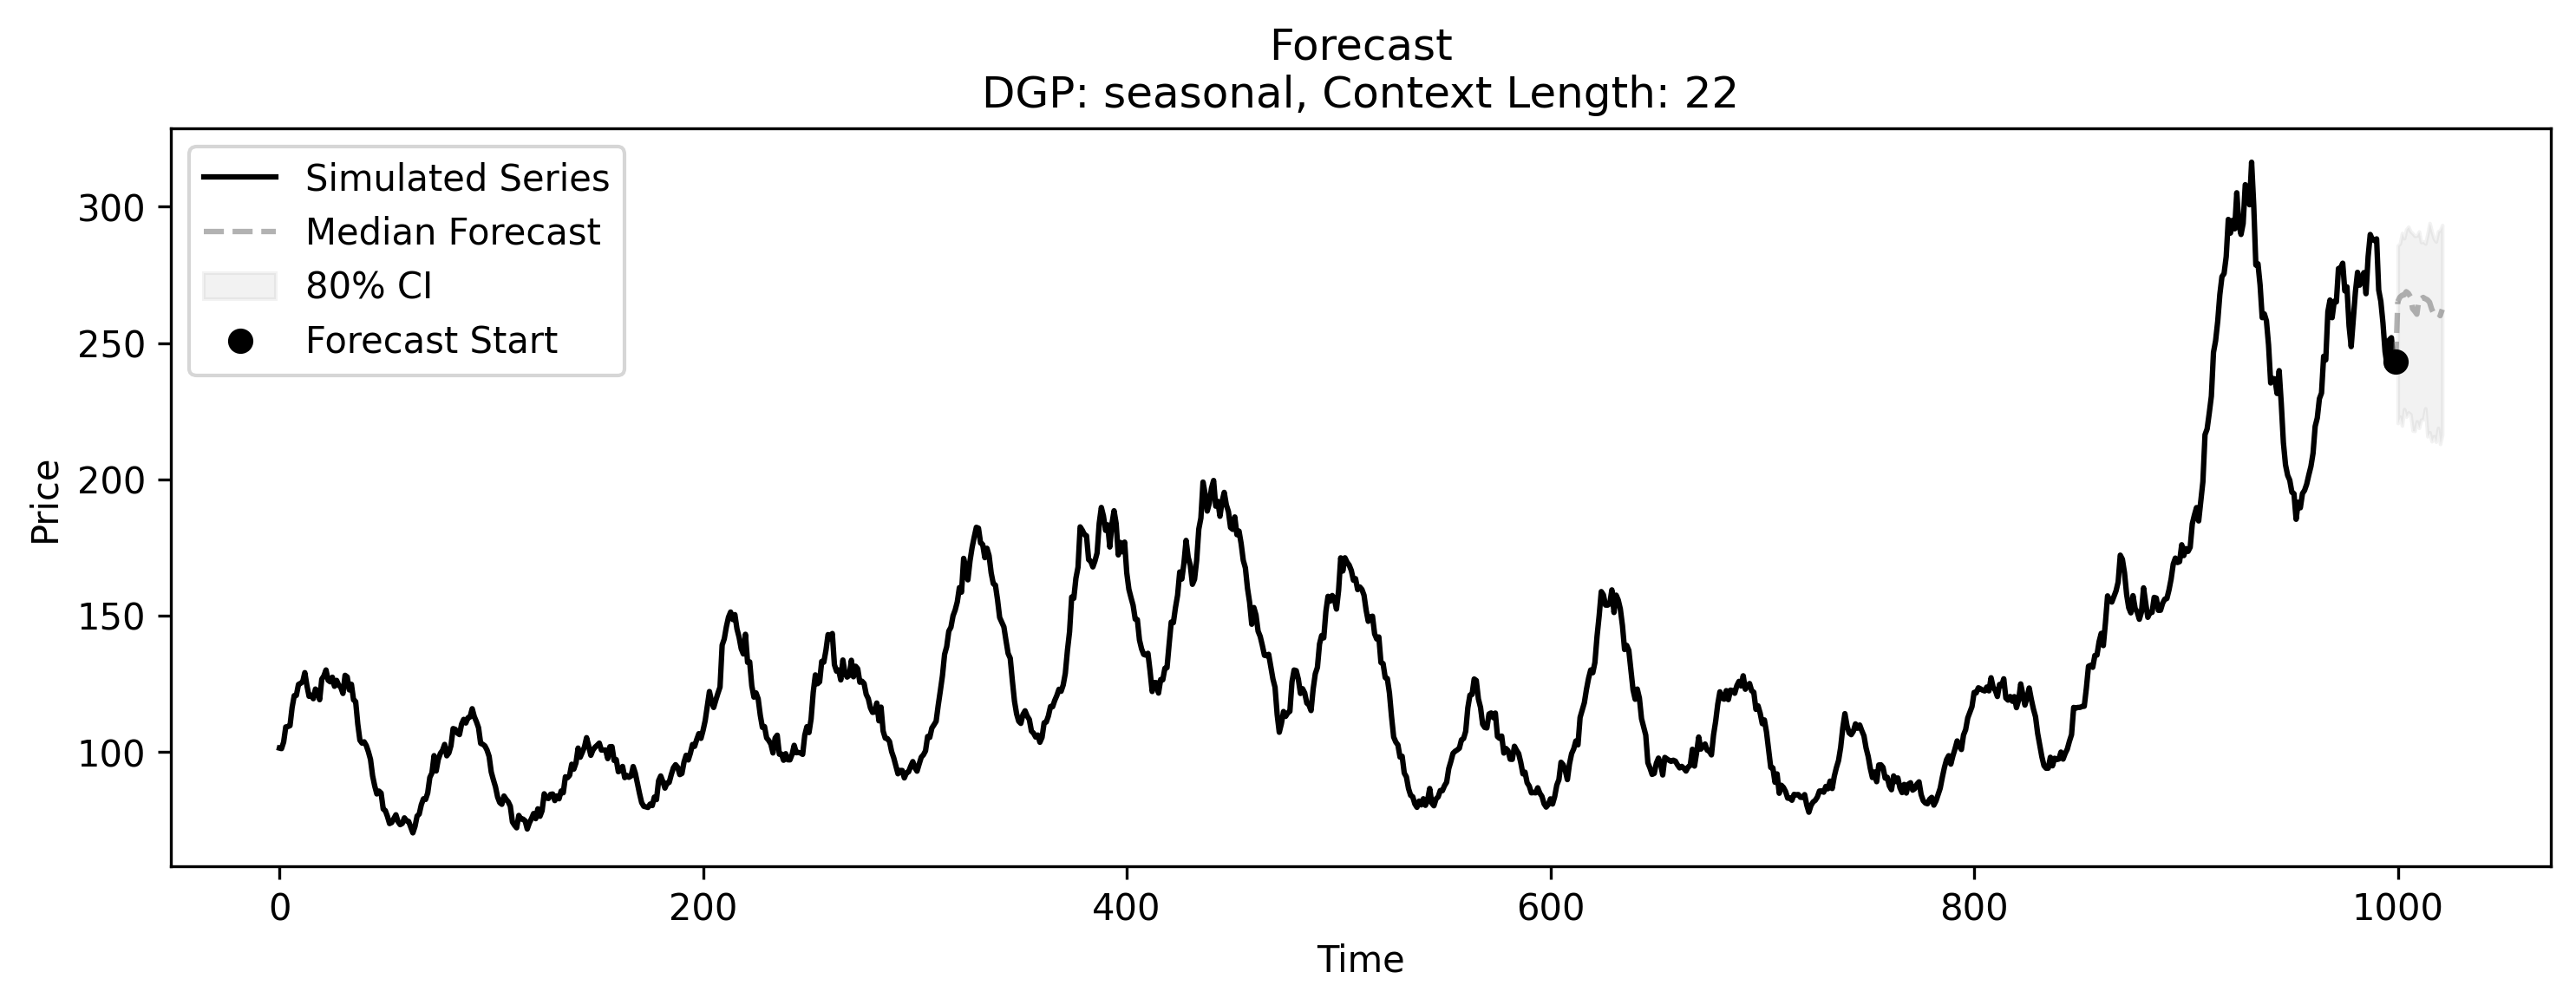 Forecast
DGP: seasonal, Context Length: 22
Simulated Series
Median Forecast
80% CI
Forecast Start
Price
300
250
200
150
100
0
200
400
600
800
1000
Time